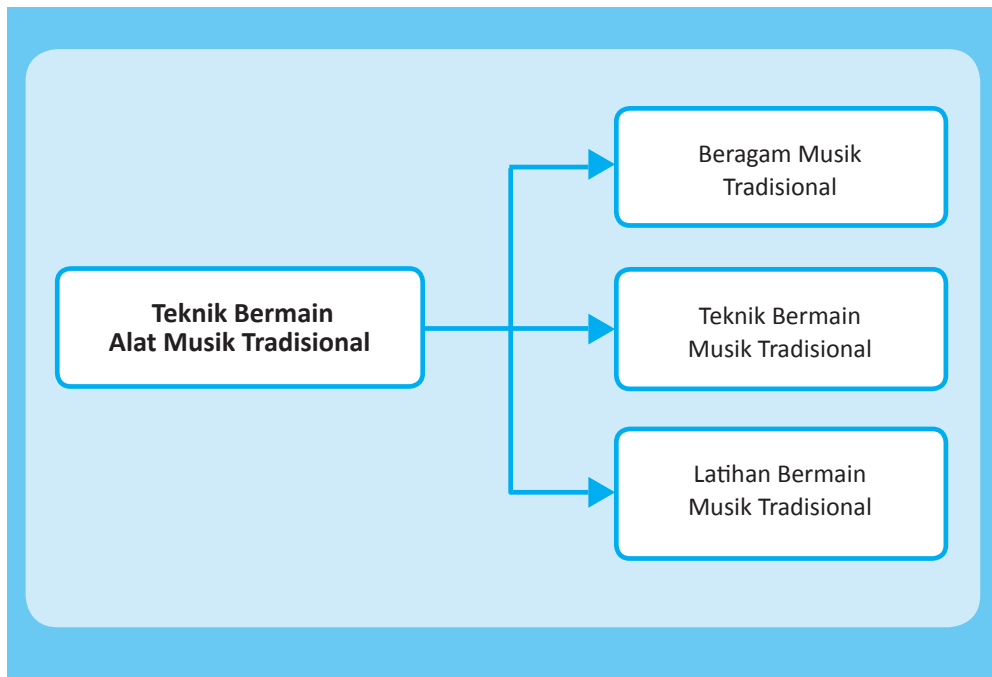 Teknik Bermain
Alat Musik Tradisional
Beragam Musik
Tradisional
Teknik Bermain
Musik Tradisional
Latihan Bermain
Musik Tradisional